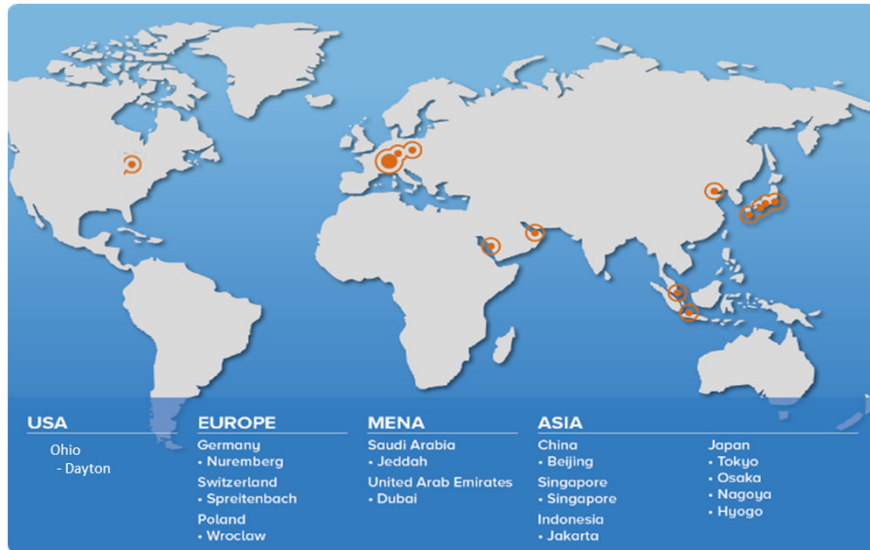 USA
Ohio
- Dayton
EUROPE
Germany
• Nuremberg
Switzerland
• Spreitenbach
Poland
• Wroclaw
MENA
Saudi Arabia
• Jeddah
United Arab Emirates
• Dubai
ASIA
China
• Beijing
Singapore
• Singapore
Indonesia
• Jakarta
Japan
• Tokyo
• Osaka
• Nagoya
• Hyogo